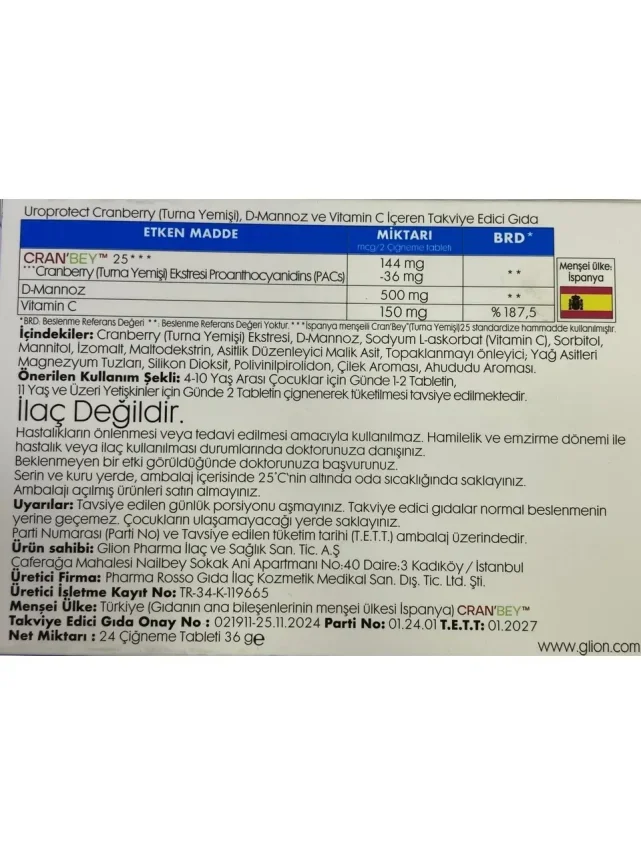 Uroprotect Cranberry (Turna Yemişi), D-Mannoz ve Vitamin C İçeren Takviye Edici Gıda
ETKEN MADDE MİKTARI mcg/2 Çiğneme tableti BRD*
CRAN'BEY™ 25*** 144 mg
***Cranberry (Turna Yemişi) Ekstresi Proanthocyanidins (PACs) -36 mg **
D-Mannoz 500 mg **
Vitamin C 150 mg %187,5
Menşei ülke:
İspanya
*BRD: Beslenme Referans Değeri **. Beslenme Referans Değeri Yoktur. ***İspanya menşeili Cran'Bey™(Turna Yemişi)25 standardize hammadde kullanılmıştır.
İçindekiler: Cranberry (Turna Yemişi) Ekstresi, D-Mannoz, Sodyum L-askorbat (Vitamin C), Sorbitol,
Mannitol, İzomalt, Maltodekstrin, Asitlik Düzenleyici Malik Asit, Topaklanmayı önleyici; Yağ Asitleri
Magnezyum Tuzları, Silikon Dioksit, Polivinilpirolidon, Çilek Aroması, Ahududu Aroması.
Önerilen Kullanım Şekli: 4-10 Yaş Arası Çocuklar için Günde 1-2 Tabletin,
11 Yaş ve Üzeri Yetişkinler için Günde 2 Tabletin çignenerek tüketilmesi tavsiye edilmektedir.
İlaç Değildir.
Hastalıkların önlenmesi veya tedavi edilmesi amacıyla kullanılmaz. Hamilelik ve emzirme dönemi ile
hastalık veya ilaç kullanılması durumlarında doktorunuza danışınız.
Beklenmeyen bir etki görüldüğünde doktorunuza başvurunuz.
Serin ve kuru yerde, ambalaj içerisinde 25°C'nin altında oda sıcaklığında saklayınız.
Ambalajı açılmış ürünleri satın almayınız.
Uyarılar: Tavsiye edilen günlük porsiyonu aşmayınız. Takviye edici gıdalar normal beslenmenin
yerine geçemez. Çocukların ulaşamayacağı yerde saklayınız.
Parti Numarası (Parti No) ve Tavsiye edilen tüketim tarihi (T.E.T.T.) ambalaj üzerindedir.
Ürün sahibi: Glion Pharma İlaç ve Sağlık San. Tic. A.Ş
Caferağa Mahalesi Nailbey Sokak Ani Apartmanı No:40 Daire:3 Kadıköy / İstanbul
Üretici Firma: Pharma Rosso Gıda İlaç Kozmetik Medikal San. Dış. Tic. Ltd. Şti.
Üretici İşletme Kayıt No: TR-34-K-119665
Menşei Ülke: Türkiye (Gıdanın ana bileşenlerinin menşei ülkesi İspanya) CRAN'BEY™
Takviye Edici Gıda Onay No : 021911-25.11.2024 Parti No: 01.24.01 T.E.T.T: 01.2027
Net Miktarı : 24 Çiğneme Tableti 36 g℮
www.glion.com